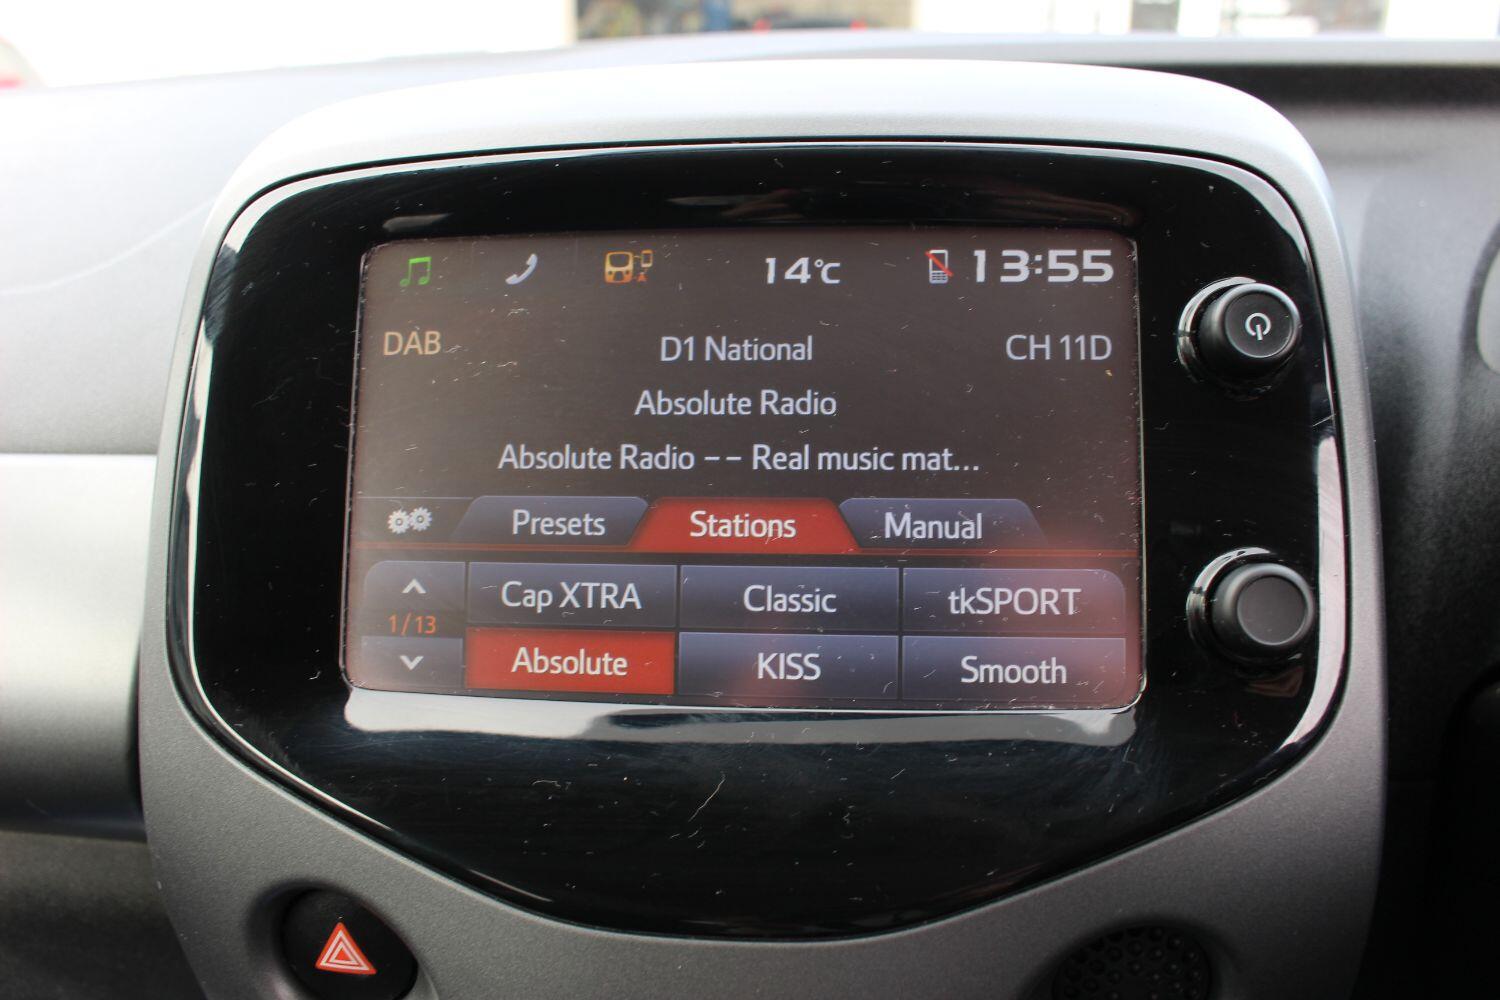 14°C 13:55
DAB D1 National CH 11D
Absolute Radio
Absolute Radio -- Real music mat...
Presets Stations Manual
Cap XTRA Classic tkSPORT
1/13
Absolute KISS Smooth